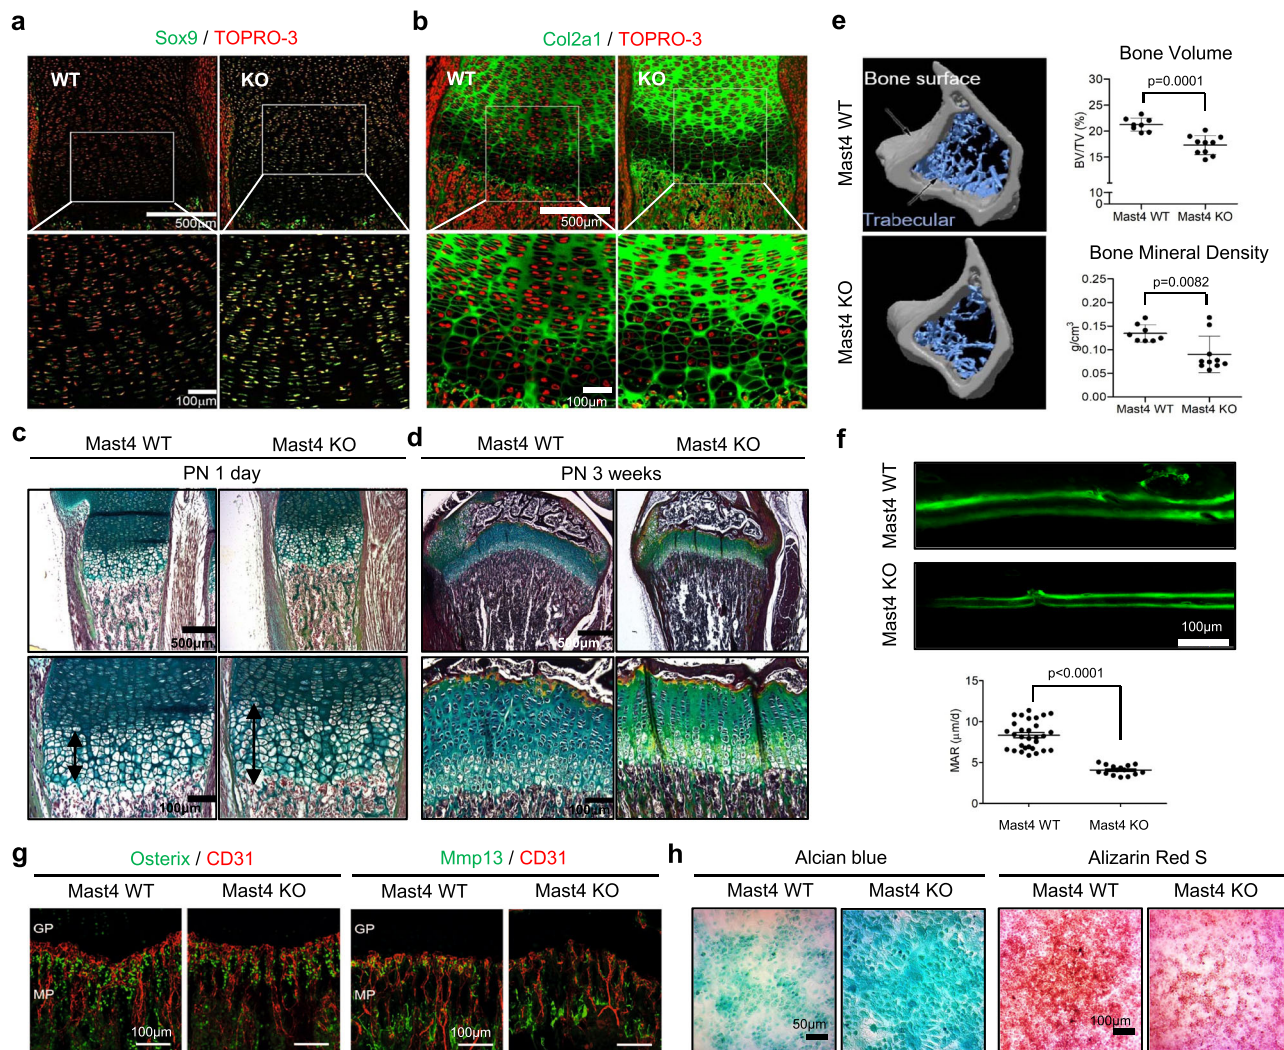 a
Sox9 / TOPRO-3
WT
KO
500µm
100µm
b
Col2a1/ TOPRO-3
WT
KO
500µm
100µm
c
Mast4 WT
Mast4 KO
PN 1 day
500µm
100µm
d
Mast4 WT
Mast4 KO
PN 3 weeks
500µm
100µm
e
Mast4 WT
Bone surface
Trabecular
Mast4 KO
Bone Volume
p=0.0001
30
25
20
15
10
0
BV/TV (%)
Mast4 WT
Mast4 KO
Bone Mineral Density
p=0.0082
0.25
0.20
0.15
0.10
0.05
0.00
g/cm³
Mast4 WT
Mast4 KO
f
Mast4 WT
Mast4 KO
100µm
p<0.0001
15
10
5
0
MAR (µm/d)
Mast4 WT
Mast4 KO
g
Osterix / CD31
Mmp13 / CD31
Mast4 WT
Mast4 KO
Mast4 WT
Mast4 KO
GP
MP
100µm
GP
MP
100µm
h
Alcian blue
Alizarin Red S
Mast4 WT
Mast4 KO
Mast4 WT
Mast4 KO
50µm
100µm